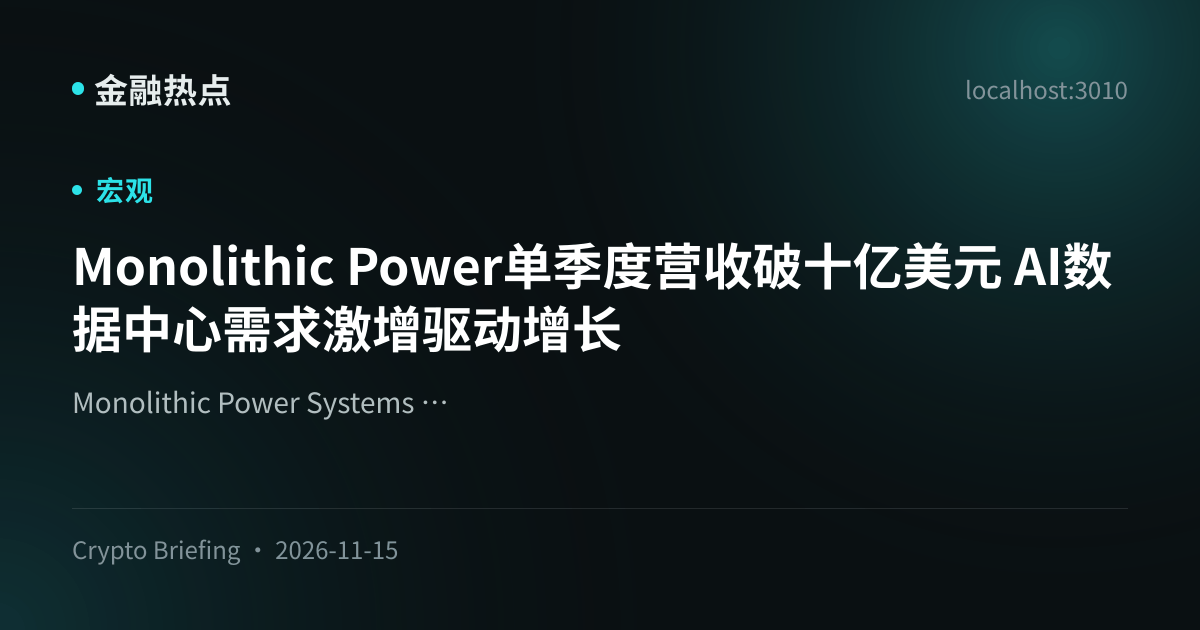 金融热点
localhost:3010
宏观
Monolithic Power单季度营收破十亿美元 AI数
据中心需求激增驱动增长
Monolithic Power Systems …
Crypto Briefing • 2026-11-15